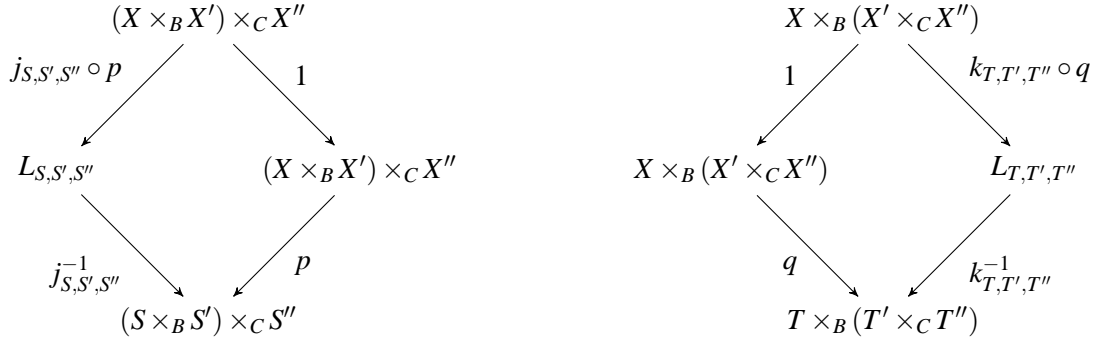 (X ×_B X′) ×_C X″ X ×_B (X′ ×_C X″)
j_{S,S′,S″} ∘ p 1 1 k_{T,T′,T″} ∘ q
L_{S,S′,S″} (X ×_B X′) ×_C X″ X ×_B (X′ ×_C X″) L_{T,T′,T″}
j^{-1}_{S,S′,S″} p q k^{-1}_{T,T′,T″}
(S ×_B S′) ×_C S″ T ×_B (T′ ×_C T″)